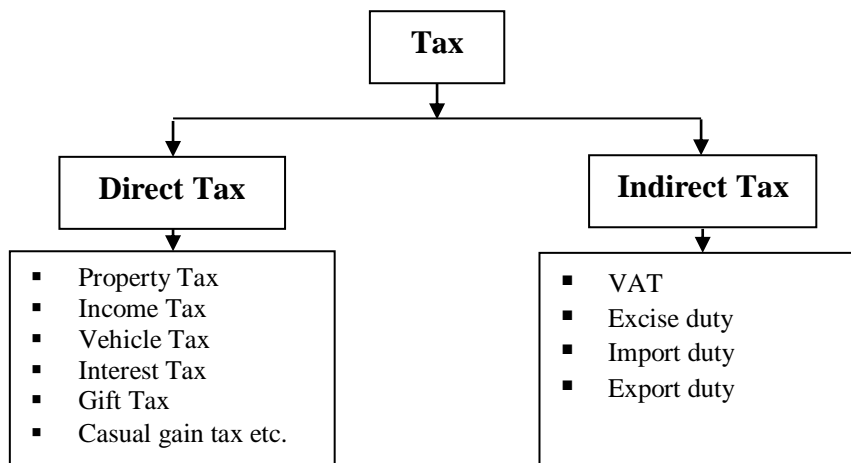 Tax
Direct Tax
Indirect Tax
▪ Property Tax
▪ Income Tax
▪ Vehicle Tax
▪ Interest Tax
▪ Gift Tax
▪ Casual gain tax etc.
▪ VAT
▪ Excise duty
▪ Import duty
▪ Export duty